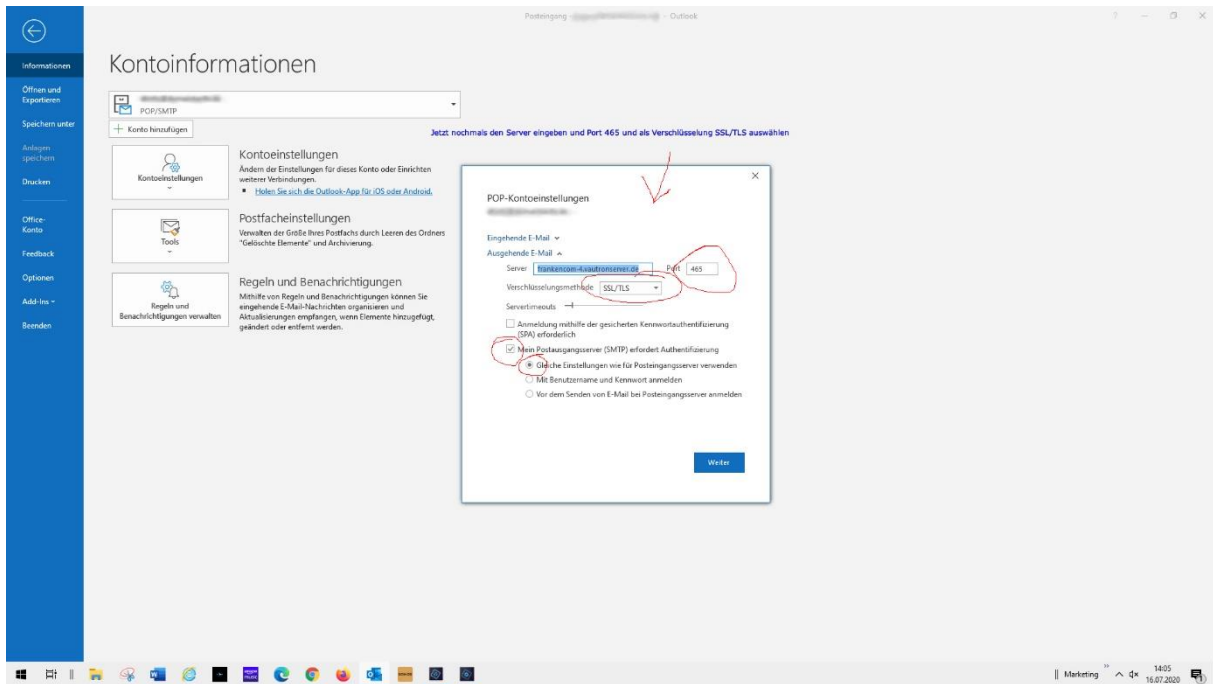 Posteingang - Outlook
Informationen
Öffnen und
Exportieren
Speichern unter
Anlagen
speichern
Drucken
Office-
Konto
Feedback
Optionen
Add-Ins
Beenden
Kontoinformationen
POP/SMTP
Konto hinzufügen
Jetzt nochmals den Server eingeben und Port 465 und als Verschlüsselung SSL/TLS auswählen
Kontoeinstellungen
Kontoeinstellungen
Ändern der Einstellungen für dieses Konto oder Einrichten
weiterer Verbindungen.
Holen Sie sich die Outlook-App für iOS oder Android.
Tools
Postfacheinstellungen
Verwalten der Größe Ihres Postfachs durch Leeren des Ordners
"Gelöschte Elemente" und Archivierung.
Regeln und
Benachrichtigungen verwalten
Regeln und Benachrichtigungen
Mithilfe von Regeln und Benachrichtigungen können Sie
eingehende E-Mail-Nachrichten organisieren und
Aktualisierungen empfangen, wenn Elemente hinzugefügt,
geändert oder entfernt werden.
POP-Kontoeinstellungen
Eingehende E-Mail
Ausgehende E-Mail
Server frankencom-4.vautronserver.de Port 465
Verschlüsselungsmethode SSL/TLS
Servertimeouts
Anmeldung mithilfe der gesicherten Kennwortauthentifizierung
(SPA) erforderlich
Mein Postausgangsserver (SMTP) erfordert Authentifizierung
Gleiche Einstellungen wie für Posteingangsserver verwenden
Mit Benutzername und Kennwort anmelden
Vor dem Senden von E-Mail bei Posteingangsserver anmelden
Weiter
Marketing
14:05
16.07.2020